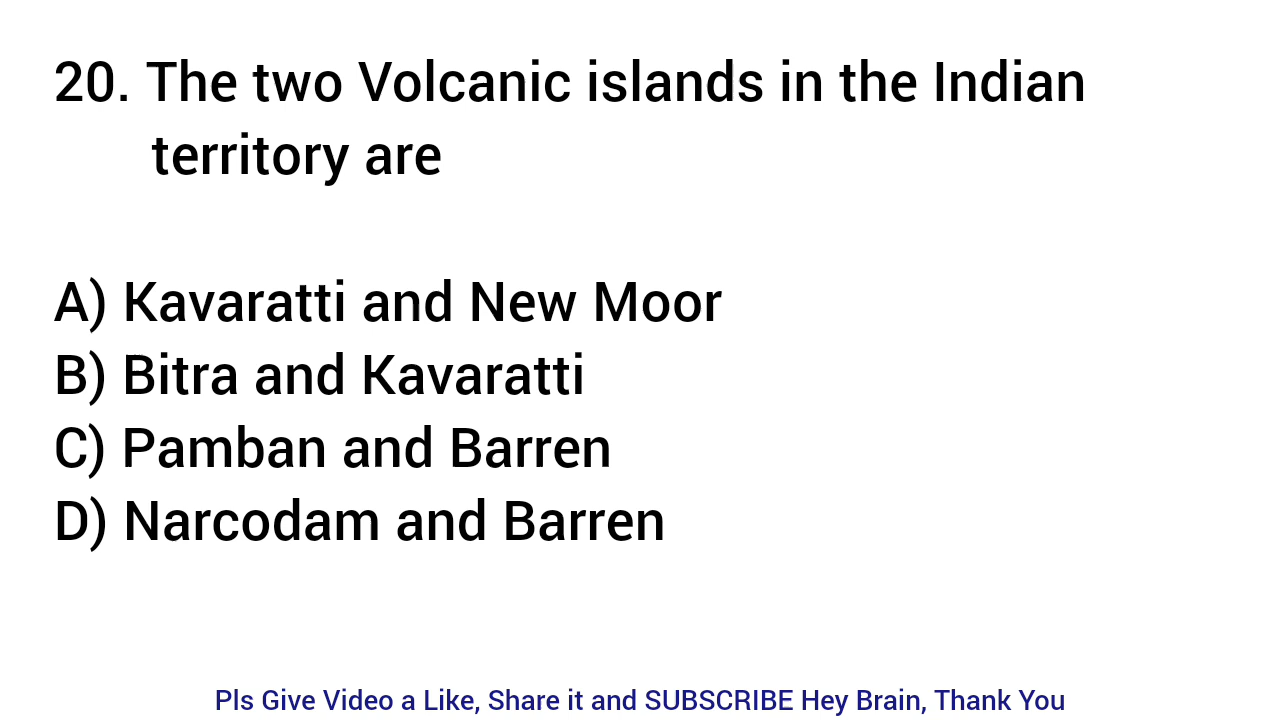 20. The two Volcanic islands in the Indian
territory are
A) Kavaratti and New Moor
B) Bitra and Kavaratti
C) Pamban and Barren
D) Narcodam and Barren
Pls Give Video a Like, Share it and SUBSCRIBE Hey Brain, Thank You